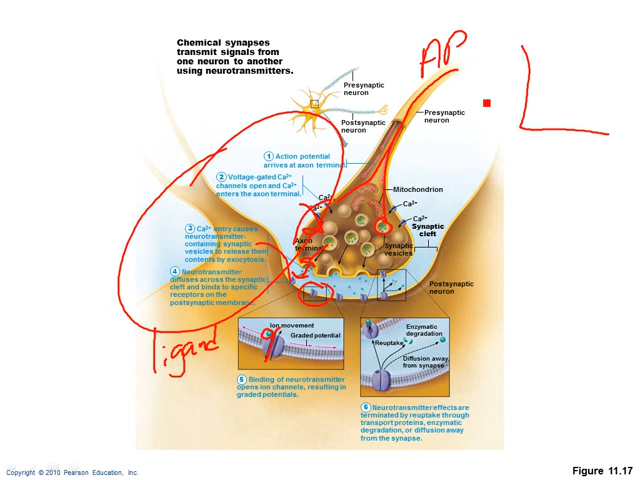 Chemical synapses
transmit signals from
one neuron to another
using neurotransmitters.
AP
Presynaptic
neuron
Postsynaptic
neuron
Presynaptic
neuron
1 Action potential
arrives at axon terminal.
2 Voltage-gated Ca²⁺
channels open and Ca²⁺
enters the axon terminal.
Mitochondrion
Ca²⁺
Ca²⁺
Ca²⁺
Ca²⁺
Synaptic
cleft
3 Ca²⁺ entry causes
neurotransmitter-
containing synaptic
vesicles to release their
contents by exocytosis.
Axon
terminal
Synaptic
vesicles
4 Neurotransmitter
diffuses across the synaptic
cleft and binds to specific
receptors on the
postsynaptic membrane.
Postsynaptic
neuron
ligand
Ion movement
Graded potential
Enzymatic
degradation
Reuptake
Diffusion away
from synapse
5 Binding of neurotransmitter
opens ion channels, resulting in
graded potentials.
6 Neurotransmitter effects are
terminated by reuptake through
transport proteins, enzymatic
degradation, or diffusion away
from the synapse.
Copyright © 2010 Pearson Education, Inc.
Figure 11.17